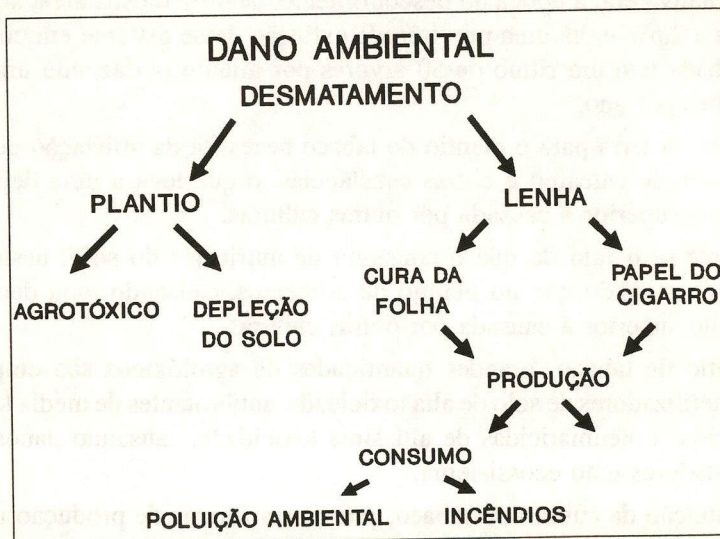 DANO AMBIENTAL
DESMATAMENTO
PLANTIO
LENHA
AGROTÓXICO
DEPLEÇÃO
DO SOLO
CURA DA
FOLHA
PAPEL DO
CIGARRO
PRODUÇÃO
CONSUMO
POLUIÇÃO AMBIENTAL
INCÊNDIOS